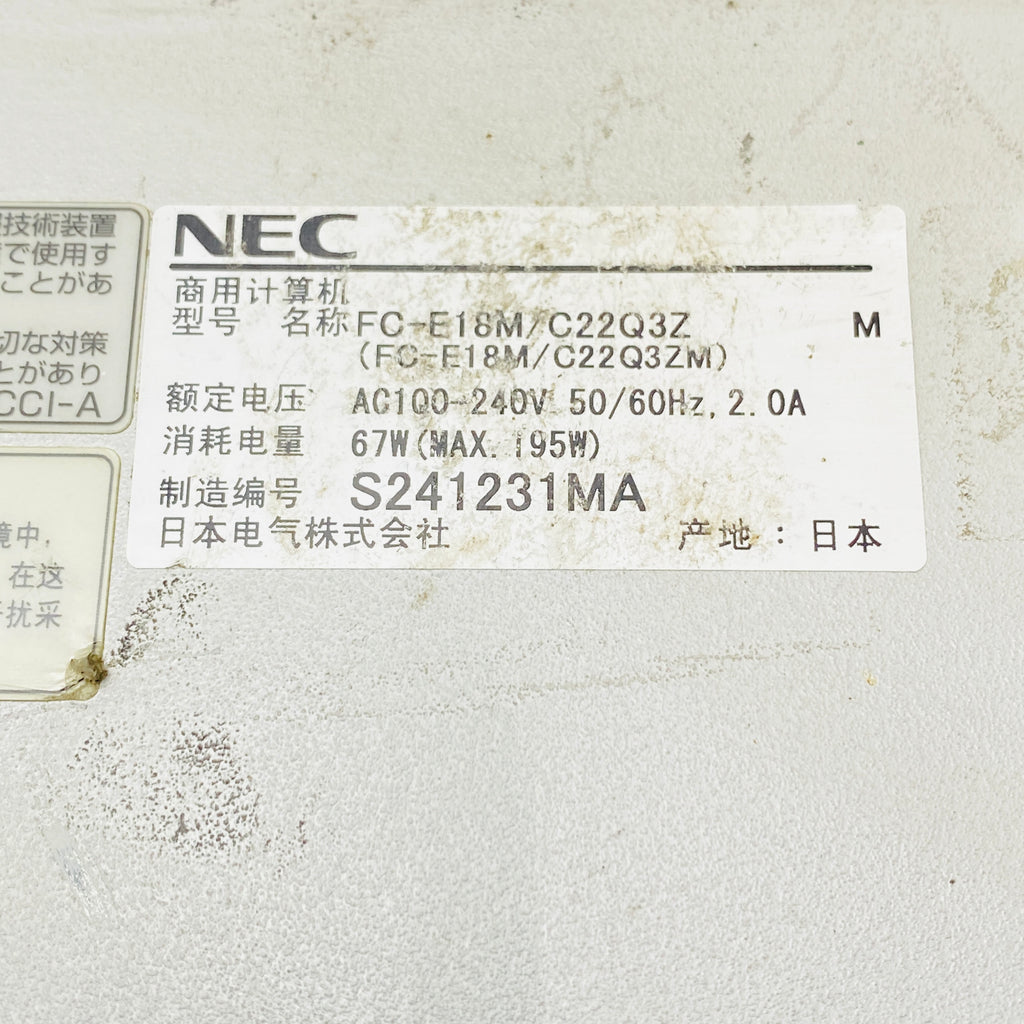 技術装置
で使用す
ことがあ
切な対策
とがあり
CCI-A
境中,
在这
扰采
NEC
商用计算机
型号 名称 FC-E18M/C22Q3Z M
(FC-E18M/C22Q3ZM)
额定电压 AC100-240V 50/60Hz, 2.0A
消耗电量 67W(MAX. 195W)
制造编号 S241231MA
日本电气株式会社 产地：日本